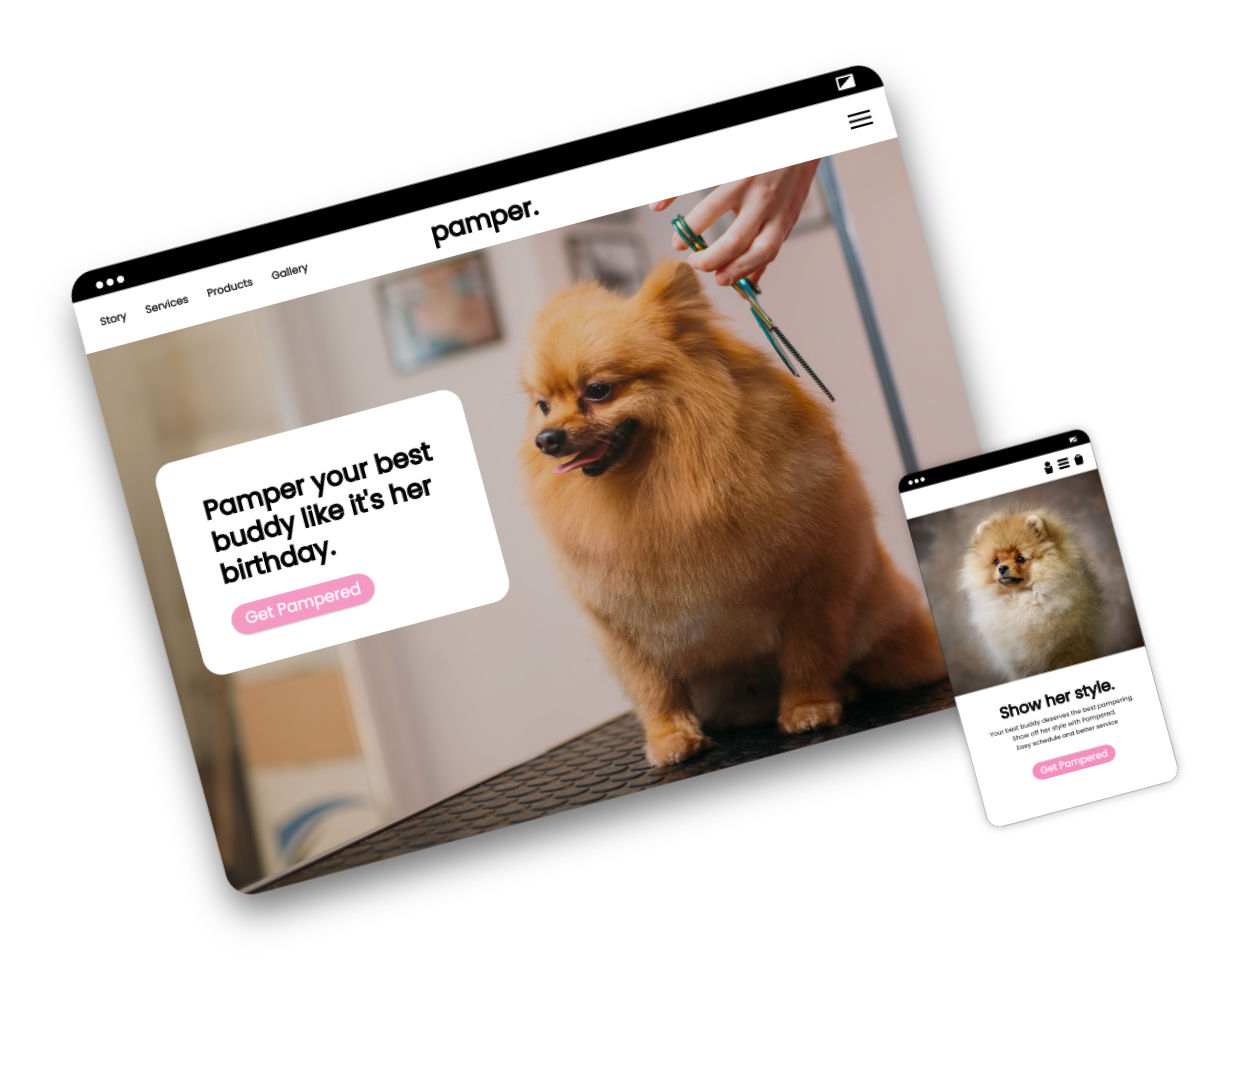 pamper.
Story Services Products Gallery
Pamper your best
buddy like it's her
birthday.
Get Pampered
Show her style.
Your best buddy deserves the best pampering.
Show off her style with Pampered.
Easy schedule and better service
Get Pampered